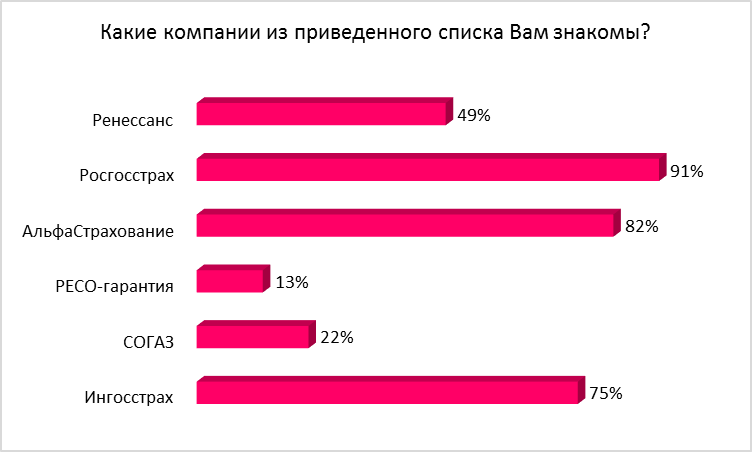 Какие компании из приведенного списка Вам знакомы?
Ренессанс 49%
Росгосстрах 91%
АльфаСтрахование 82%
РЕСО-гарантия 13%
СОГАЗ 22%
Ингосстрах 75%